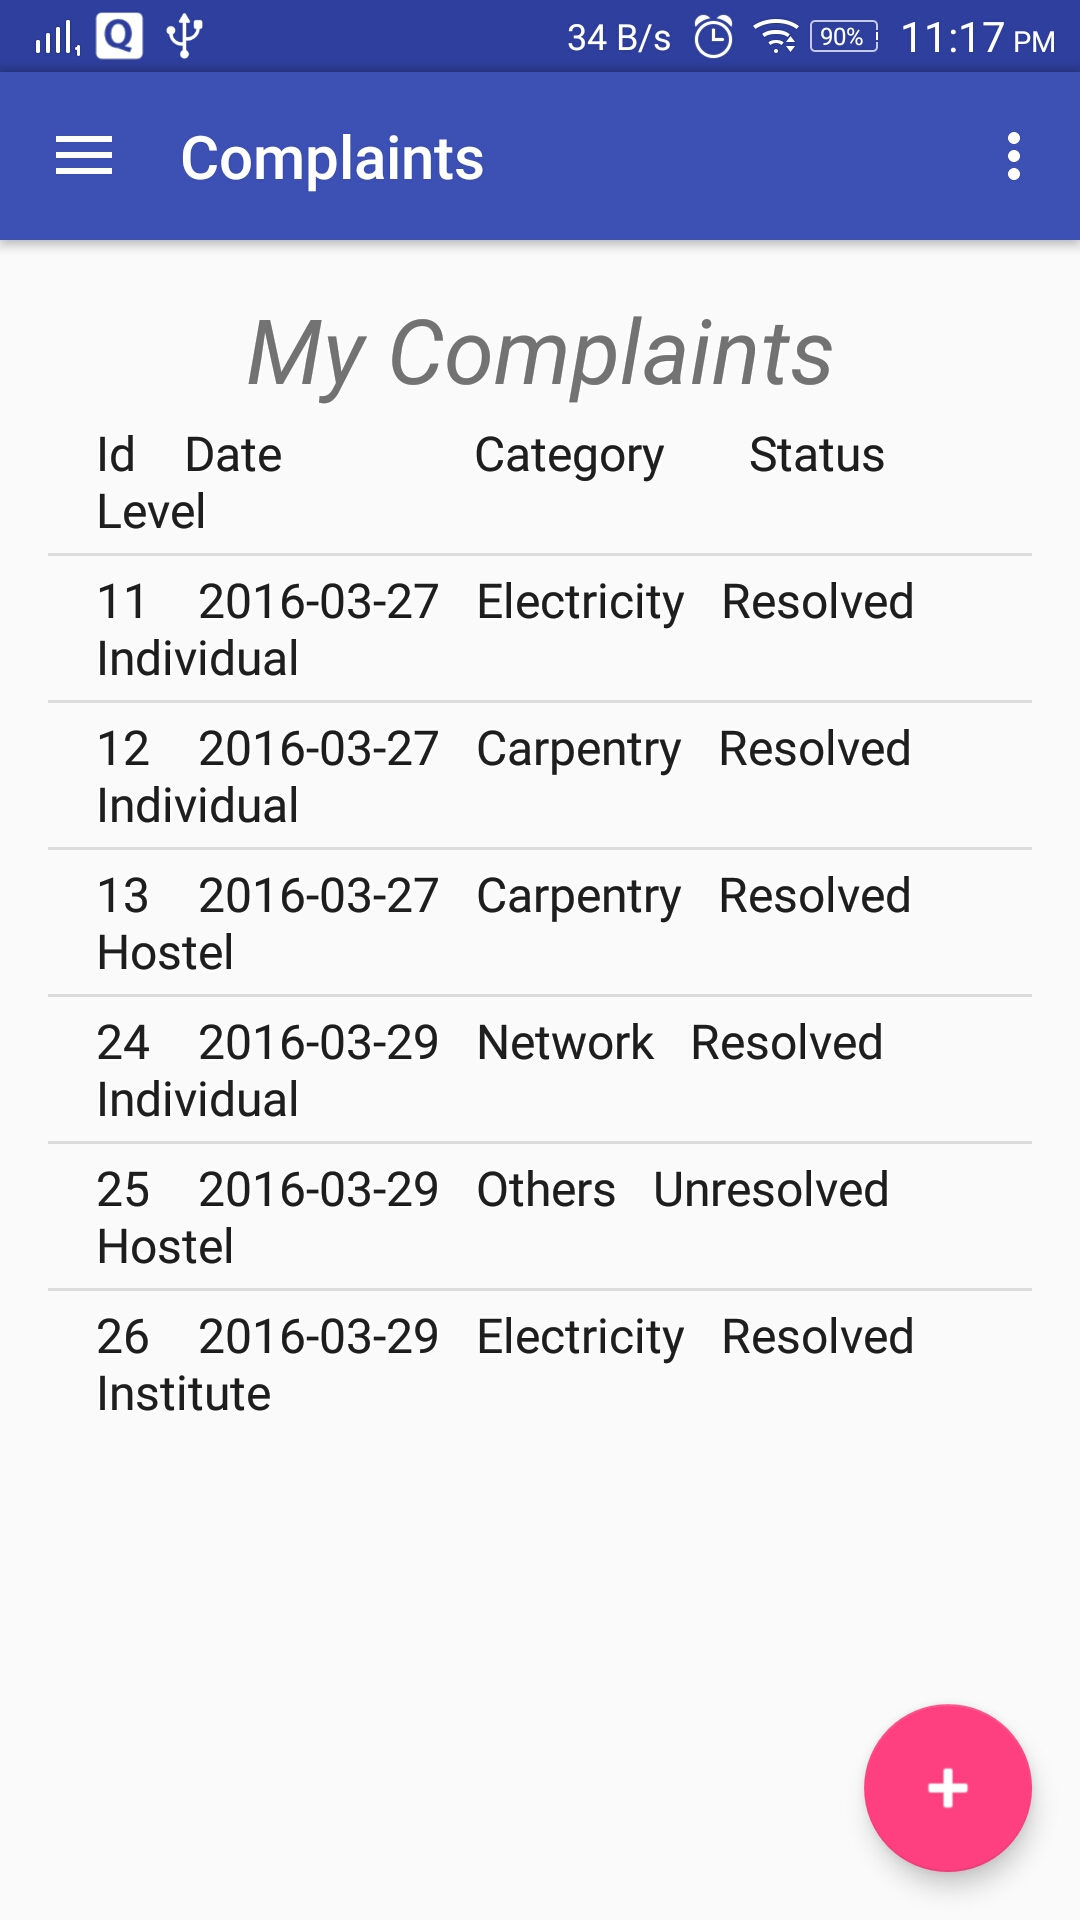 Q 34 B/s 90% 11:17 PM
Complaints
My Complaints
Id Date Category Status
Level
11 2016-03-27 Electricity Resolved
Individual
12 2016-03-27 Carpentry Resolved
Individual
13 2016-03-27 Carpentry Resolved
Hostel
24 2016-03-29 Network Resolved
Individual
25 2016-03-29 Others Unresolved
Hostel
26 2016-03-29 Electricity Resolved
Institute
+